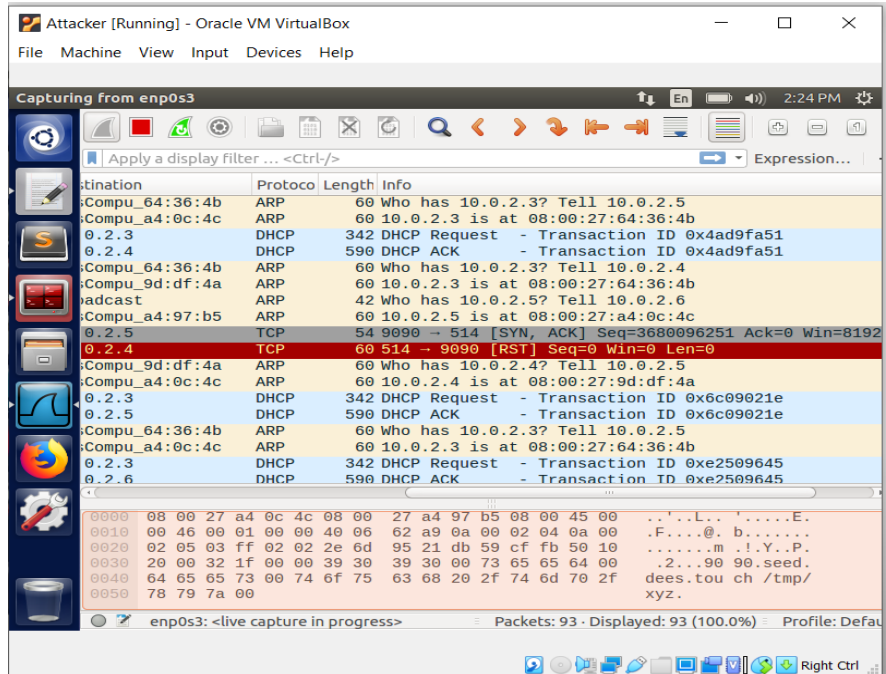 Attacker [Running] - Oracle VM VirtualBox
File Machine View Input Devices Help
Capturing from enp0s3 En 2:24 PM
Apply a display filter … <Ctrl-/> Expression…
stination Protoco Length Info
sCompu_64:36:4b ARP 60 Who has 10.0.2.3? Tell 10.0.2.5
sCompu_a4:0c:4c ARP 60 10.0.2.3 is at 08:00:27:64:36:4b
0.2.3 DHCP 342 DHCP Request - Transaction ID 0x4ad9fa51
0.2.4 DHCP 590 DHCP ACK - Transaction ID 0x4ad9fa51
sCompu_64:36:4b ARP 60 Who has 10.0.2.3? Tell 10.0.2.4
sCompu_9d:df:4a ARP 60 10.0.2.3 is at 08:00:27:64:36:4b
oadcast ARP 42 Who has 10.0.2.5? Tell 10.0.2.6
sCompu_a4:97:b5 ARP 60 10.0.2.5 is at 08:00:27:a4:0c:4c
0.2.5 TCP 54 9090 → 514 [SYN, ACK] Seq=3680096251 Ack=0 Win=8192
0.2.4 TCP 60 514 → 9090 [RST] Seq=0 Win=0 Len=0
sCompu_9d:df:4a ARP 60 Who has 10.0.2.4? Tell 10.0.2.5
sCompu_a4:0c:4c ARP 60 10.0.2.4 is at 08:00:27:9d:df:4a
0.2.3 DHCP 342 DHCP Request - Transaction ID 0x6c09021e
0.2.5 DHCP 590 DHCP ACK - Transaction ID 0x6c09021e
sCompu_64:36:4b ARP 60 Who has 10.0.2.3? Tell 10.0.2.5
sCompu_a4:0c:4c ARP 60 10.0.2.3 is at 08:00:27:64:36:4b
0.2.3 DHCP 342 DHCP Request - Transaction ID 0xe2509645
0.2.6 DHCP 590 DHCP ACK - Transaction ID 0xe2509645
0000 08 00 27 a4 0c 4c 08 00 27 a4 97 b5 08 00 45 00 ..'..L.. '.....E.
0010 00 46 00 01 00 00 40 06 62 a9 0a 00 02 04 0a 00 .F....@. b.......
0020 02 05 03 ff 02 02 2e 6d 95 21 db 59 cf fb 50 10 .......m .!.Y..P.
0030 20 00 32 1f 00 00 39 30 39 30 00 73 65 65 64 00 .2...90 90.seed.
0040 64 65 65 73 00 74 6f 75 63 68 20 2f 74 6d 70 2f dees.tou ch /tmp/
0050 78 79 7a 00 xyz.
enp0s3: <live capture in progress> Packets: 93 · Displayed: 93 (100.0%) Profile: Defau
Right Ctrl